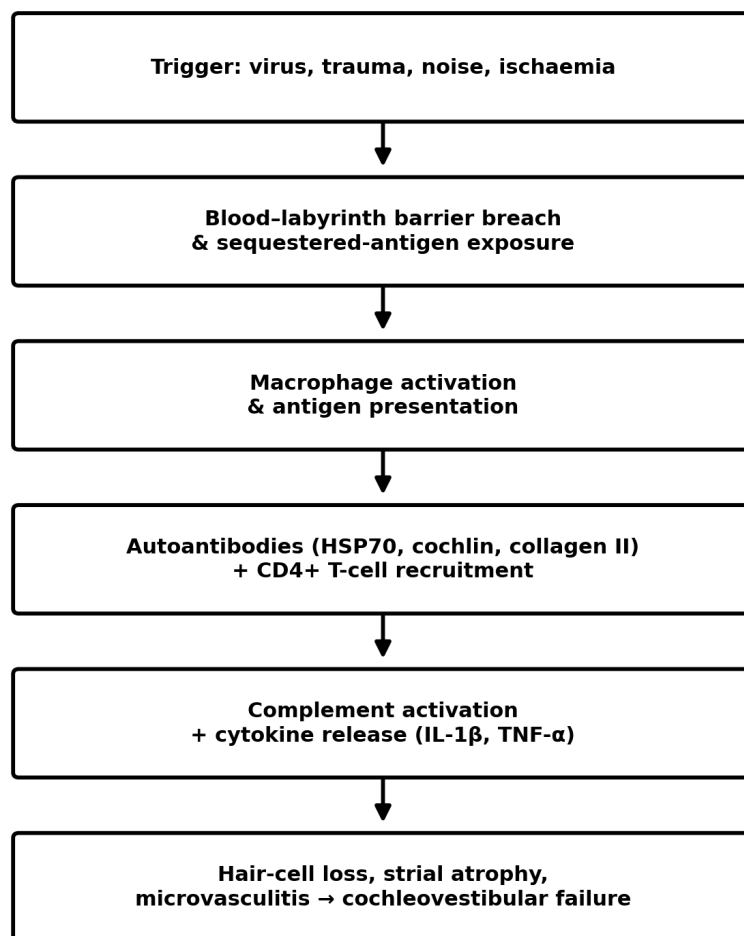 Trigger: virus, trauma, noise, ischaemia
Blood–labyrinth barrier breach
& sequestered-antigen exposure
Macrophage activation
& antigen presentation
Autoantibodies (HSP70, cochlin, collagen II)
+ CD4+ T-cell recruitment
Complement activation
+ cytokine release (IL-1β, TNF-α)
Hair-cell loss, strial atrophy,
microvasculitis → cochleovestibular failure